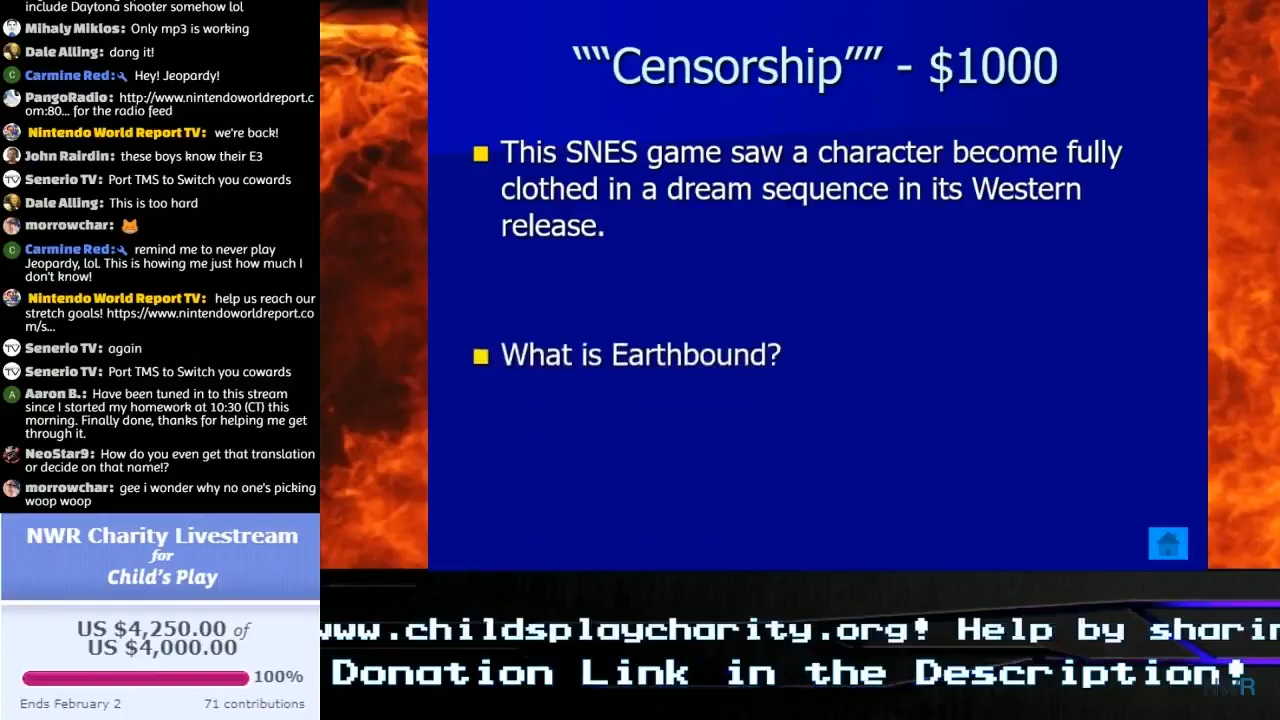 include Daytona shooter somehow lol
Mihaly Miklos: Only mp3 is working
Dale Alling: dang it!
C Carmine Red: Hey! Jeopardy!
PangoRadio: http://www.nintendoworldreport.c
om:80... for the radio feed
Nintendo World Report TV: we're back!
John Rairdin: these boys know their E3
TV Senerio TV: Port TMS to Switch you cowards
Dale Alling: This is too hard
morrowchar:
C Carmine Red: remind me to never play
Jeopardy, lol. This is howing me just how much I
don't know!
Nintendo World Report TV: help us reach our
stretch goals! https://www.nintendoworldreport.co
m/s...
TV Senerio TV: again
TV Senerio TV: Port TMS to Switch you cowards
A Aaron B.: Have been tuned in to this stream
since I started my homework at 10:30 (CT) this
morning. Finally done, thanks for helping me get
through it.
NeoStar9: How do you even get that translation
or decide on that name!?
morrowchar: gee i wonder why no one's picking
woop woop
NWR Charity Livestream
for
Child's Play
US $4,250.00 of
US $4,000.00
100%
Ends February 2 71 contributions
““Censorship”” - $1000
This SNES game saw a character become fully
clothed in a dream sequence in its Western
release.
What is Earthbound?
www.childsplaycharity.org! Help by sharin
Donation Link in the Description!
NWR